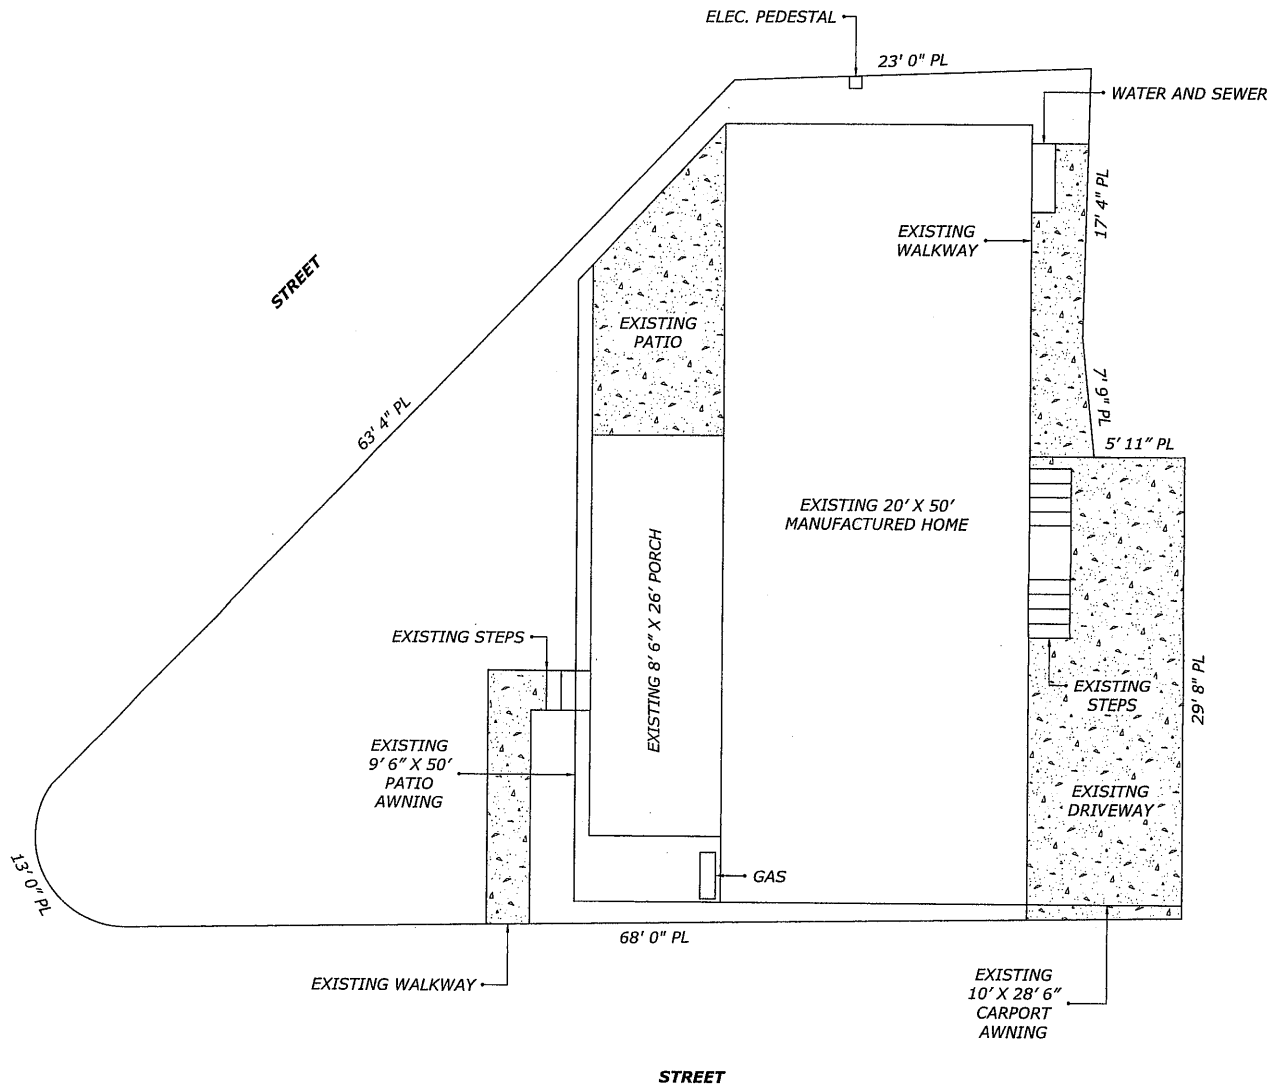 ELEC. PEDESTAL
23' 0" PL
WATER AND SEWER
17' 4" PL
EXISTING
WALKWAY
STREET
EXISTING
PATIO
7' 9" PL
63' 4" PL
5' 11" PL
EXISTING 20' X 50'
MANUFACTURED HOME
EXISTING 8' 6" X 26' PORCH
EXISTING STEPS
EXISTING
STEPS
29' 8" PL
EXISTING
9' 6" X 50'
PATIO
AWNING
EXISITNG
DRIVEWAY
13' 0" PL
GAS
68' 0" PL
EXISTING WALKWAY
EXISTING
10' X 28' 6"
CARPORT
AWNING
STREET